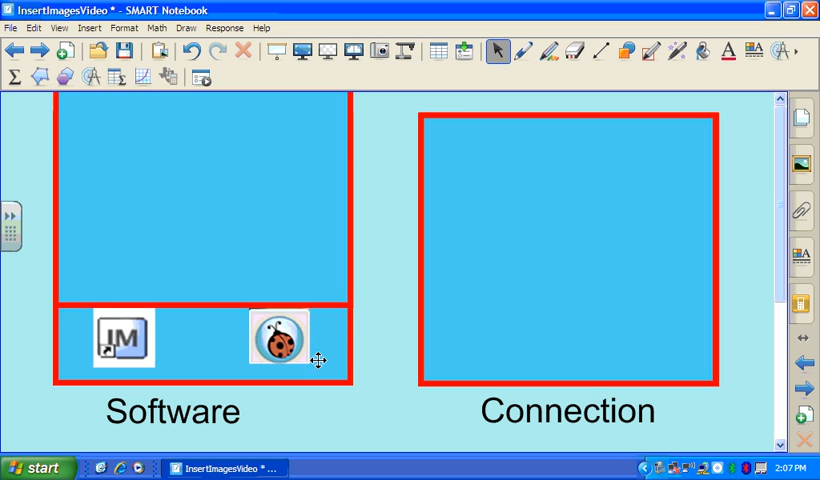 InsertImagesVideo * - SMART Notebook
File Edit View Insert Format Math Draw Response Help
IM
Software
Connection
start
InsertImagesVideo * ...
2:07 PM